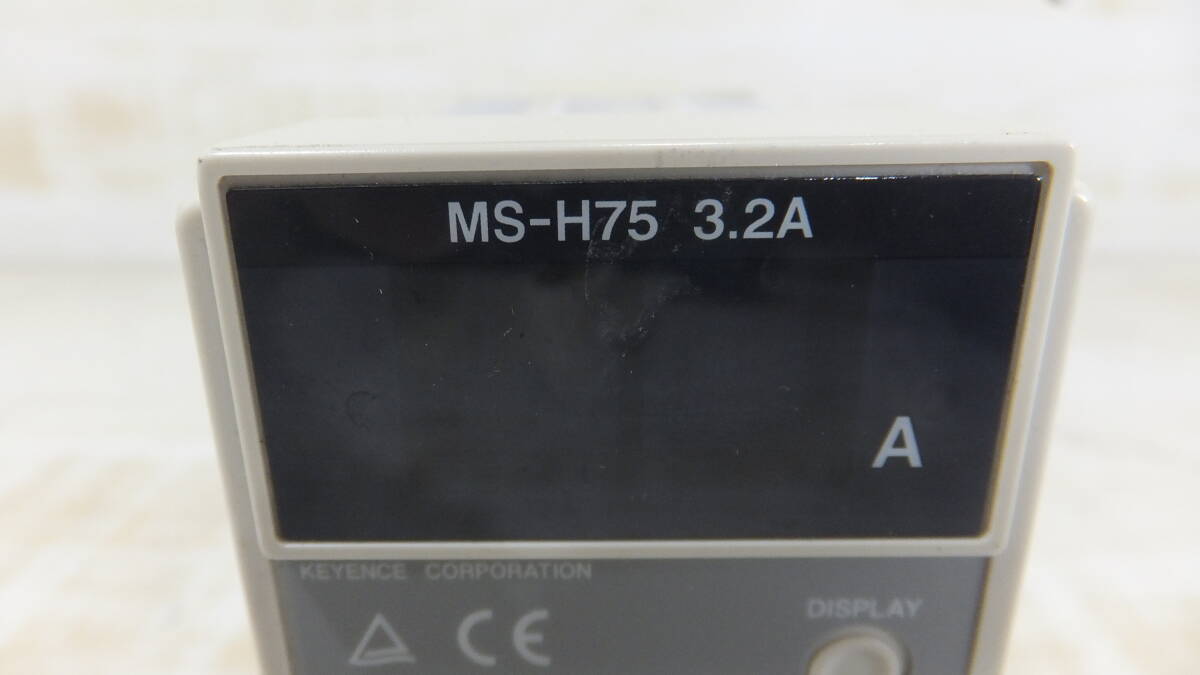 MS-H75 3.2A
A
KEYENCE CORPORATION
DISPLAY
CE